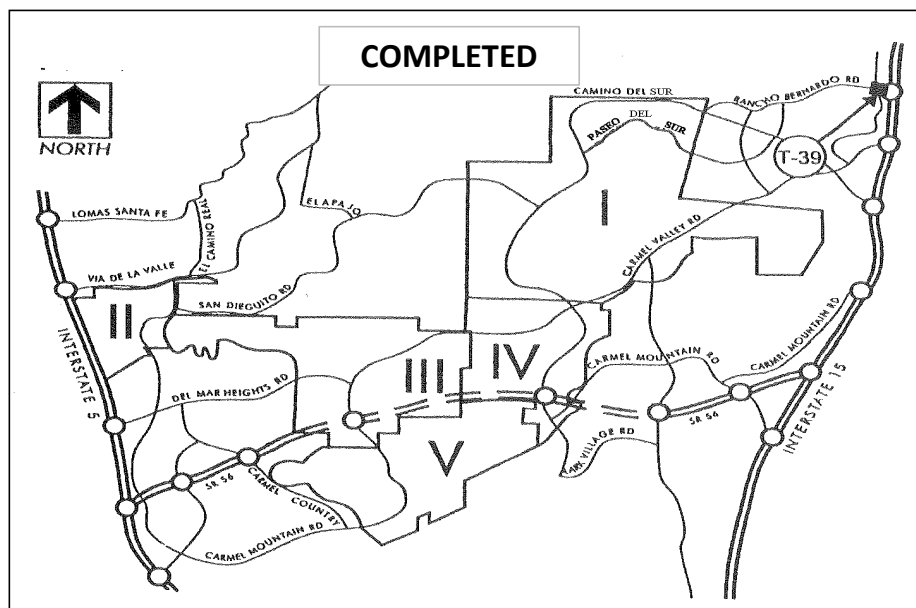 COMPLETED
NORTH
CAMINO DEL SUR
RANCHO BERNARDO RD
PASEO DEL SUR
T-39
LOMAS SANTA FE
EL CAMINO REAL
EL APAJO
I
CARMEL VALLEY RD
VIA DE LA VALLE
SAN DIEGUITO RD
II
INTERSTATE 5
III
IV
CARMEL MOUNTAIN RD
CARMEL MOUNTAIN RD
DEL MAR HEIGHTS RD
V
SR 56
INTERSTATE 15
PARK VILLAGE RD
SR 56
CARMEL COUNTRY
CARMEL MOUNTAIN RD